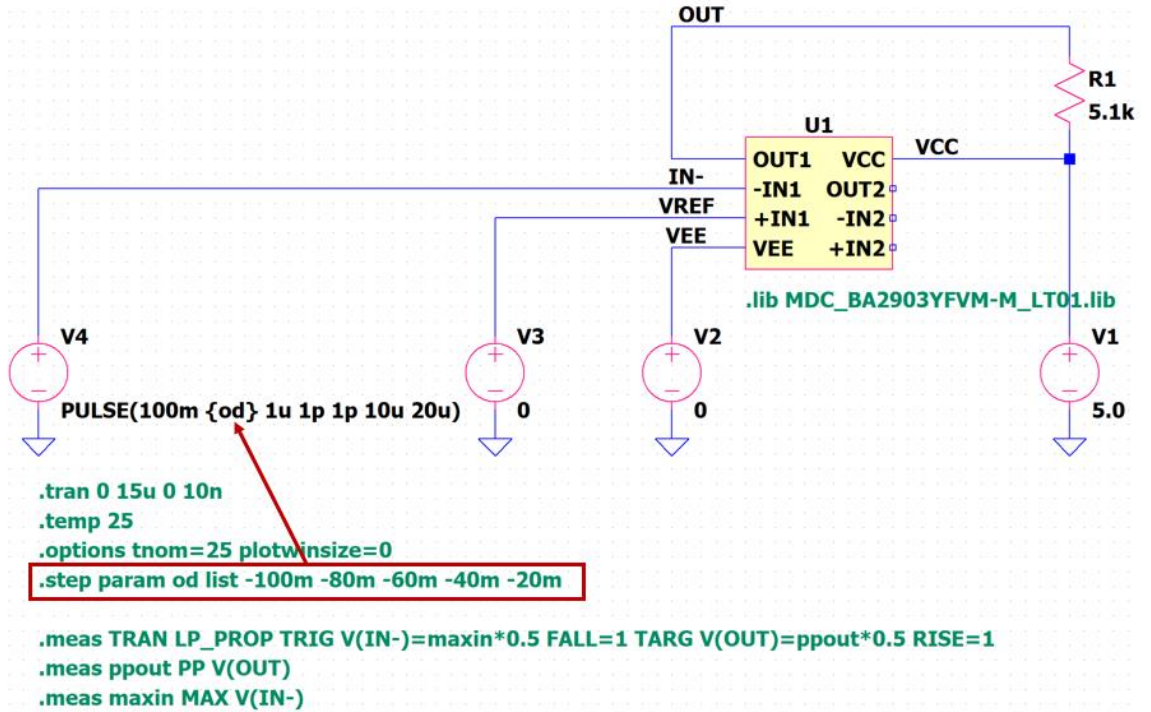 OUT
R1
5.1k
U1
OUT1 VCC
VCC
IN-
-IN1 OUT2
VREF
+IN1 -IN2
VEE
VEE +IN2
.lib MDC_BA2903YFVM-M_LT01.lib
V4
V3
V2
V1
PULSE(100m {od} 1u 1p 1p 10u 20u)
0
0
5.0
.tran 0 15u 0 10n
.temp 25
.options tnom=25 plotwinsize=0
.step param od list -100m -80m -60m -40m -20m
.meas TRAN LP_PROP TRIG V(IN-)=maxin*0.5 FALL=1 TARG V(OUT)=ppout*0.5 RISE=1
.meas ppout PP V(OUT)
.meas maxin MAX V(IN-)